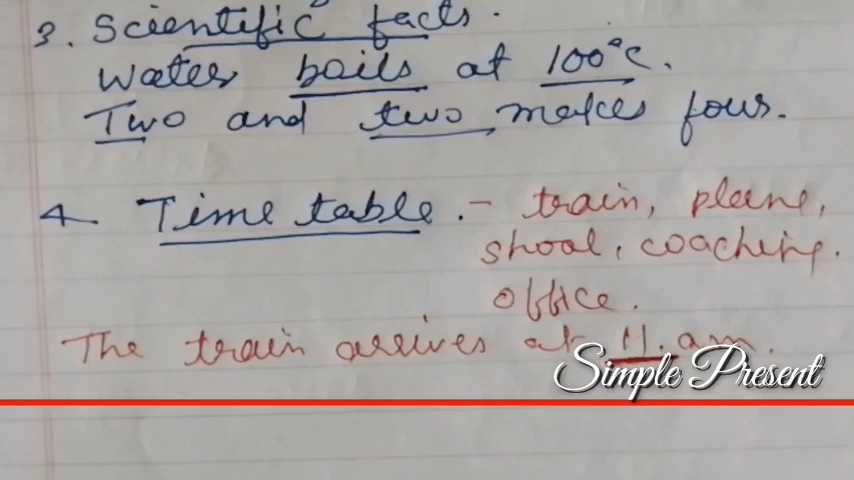 3. Scientific facts.
Water boils at 100°C.
Two and two makes four.
4. Time table. - train, plane,
shool, coaching.
office.
The train arrives at 11. am.
Simple Present